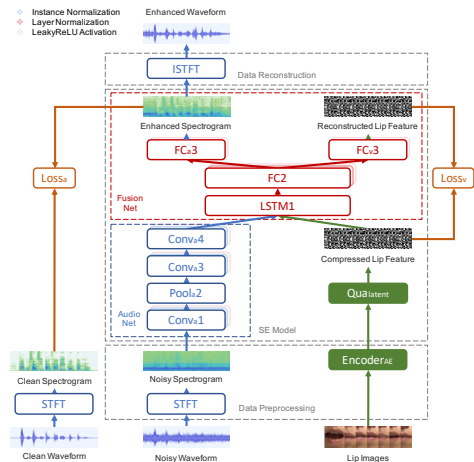 Instance Normalization
Layer Normalization
LeakyReLU Activation
Enhanced Waveform
ISTFT
Data Reconstruction
Enhanced Spectrogram
Reconstructed Lip Feature
FCa3
FCv3
Lossa
FC2
Lossv
Fusion
Net
LSTM1
Conva4
Compressed Lip Feature
Conva3
Poola2
Qualatent
Audio
Net
Conva1
SE Model
EncoderAE
Clean Spectrogram
Noisy Spectrogram
STFT
STFT
Data Preprocessing
Clean Waveform
Noisy Waveform
Lip Images